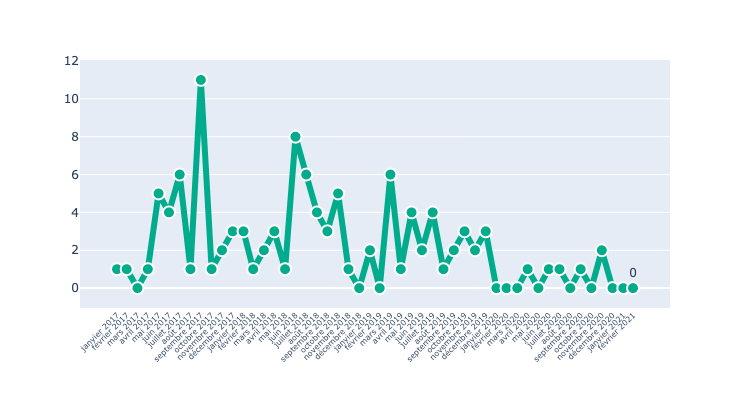 12
10
8
6
4
2
0
0
janvier 2017
février 2017
mars 2017
avril 2017
mai 2017
juin 2017
juillet 2017
août 2017
septembre 2017
octobre 2017
novembre 2017
décembre 2017
janvier 2018
février 2018
mars 2018
avril 2018
mai 2018
juin 2018
juillet 2018
août 2018
septembre 2018
octobre 2018
novembre 2018
décembre 2018
janvier 2019
février 2019
mars 2019
avril 2019
mai 2019
juin 2019
juillet 2019
août 2019
septembre 2019
octobre 2019
novembre 2019
décembre 2019
janvier 2020
février 2020
mars 2020
avril 2020
mai 2020
juin 2020
juillet 2020
août 2020
septembre 2020
octobre 2020
novembre 2020
décembre 2020
janvier 2021
février 2021